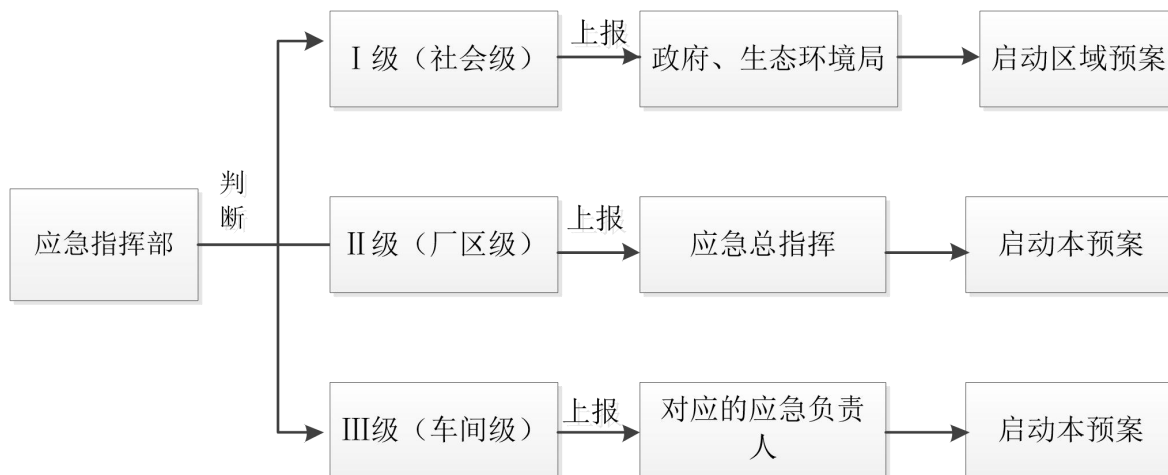 Ⅰ级（社会级）
上报
政府、生态环境局
启动区域预案
应急指挥部
判
断
Ⅱ级（厂区级）
上报
应急总指挥
启动本预案
Ⅲ级（车间级）
上报
对应的应急负责
人
启动本预案